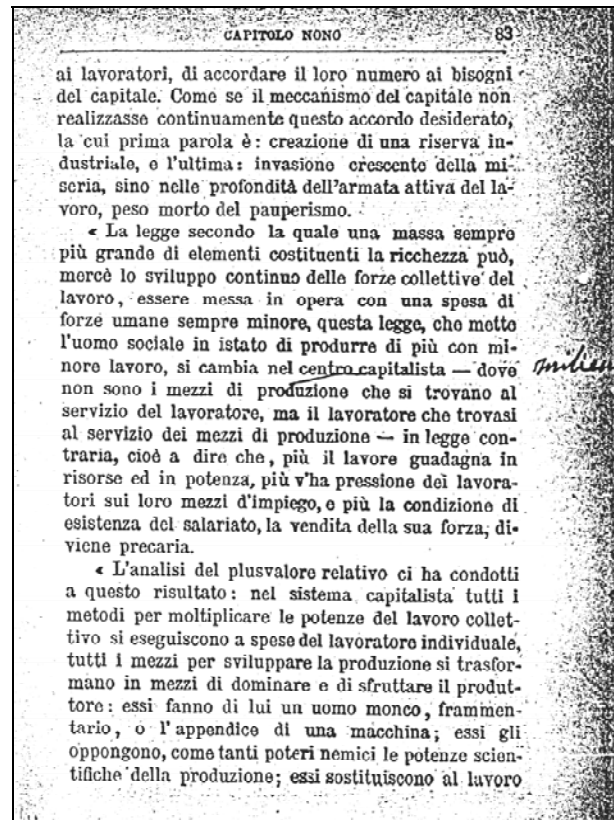 CAPITOLO NONO 83
ai lavoratori, di accordare il loro numero ai bisogni
del capitale. Come se il meccanismo del capitale non
realizzasse continuamente questo accordo desiderato,
la cui prima parola è: creazione di una riserva in-
dustriale, e l'ultima: invasione crescente della mi-
seria, sino nelle profondità dell'armata attiva del la-
voro, peso morto del pauperismo.
« La legge secondo la quale una massa sempre
più grande di elementi costituenti la ricchezza può,
mercè lo sviluppo continuo delle forze collettive del
lavoro, essere messa in opera con una spesa di
forze umane sempre minore, questa legge, che mette
l'uomo sociale in istato di produrre di più con mi-
nore lavoro, si cambia nel centro capitalista — dove milieu
non sono i mezzi di produzione che si trovano al
servizio del lavoratore, ma il lavoratore che trovasi
al servizio dei mezzi di produzione — in legge con-
traria, cioè a dire che, più il lavore guadagna in
risorse ed in potenza, più v'ha pressione dei lavora-
tori sui loro mezzi d'impiego, e più la condizione di
esistenza del salariato, la vendita della sua forza, di-
viene precaria.
« L'analisi del plusvalore relativo ci ha condotti
a questo risultato: nel sistema capitalista tutti i
metodi per moltiplicare le potenze del lavoro collet-
tivo si eseguiscono a spese del lavoratore individuale,
tutti i mezzi per sviluppare la produzione si trasfor-
mano in mezzi di dominare e di sfruttare il produt-
tore: essi fanno di lui un uomo monco, frammen-
tario, o l'appendice di una macchina; essi gli
oppongono, come tanti poteri nemici le potenze scien-
tifiche della produzione; essi sostituiscono al lavoro